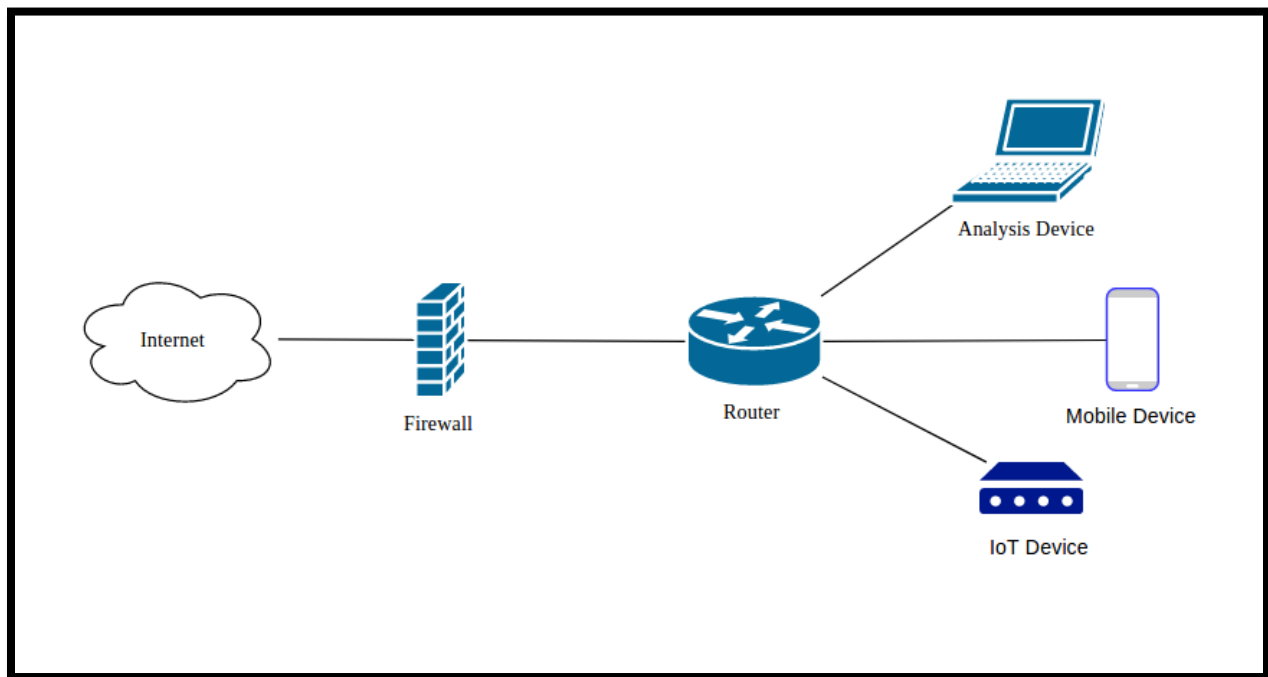 Analysis Device
Internet
Firewall
Router
Mobile Device
IoT Device